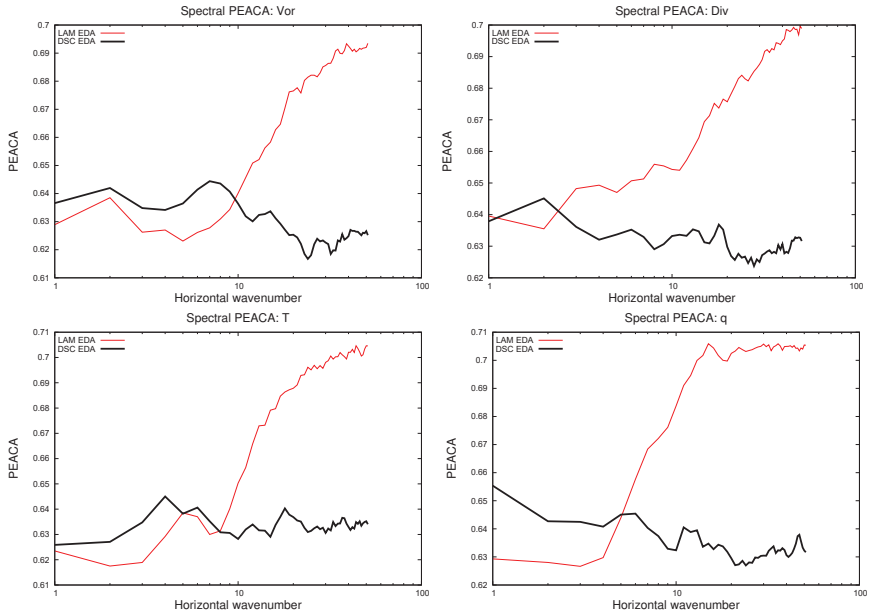 Spectral PEACA: Vor
LAM EDA
DSC EDA
0.7
0.69
0.68
0.67
0.66
0.65
0.64
0.63
0.62
0.61
PEACA
1
10
100
Horizontal wavenumber
Spectral PEACA: Div
LAM EDA
DSC EDA
0.7
0.69
0.68
0.67
0.66
0.65
0.64
0.63
0.62
PEACA
1
10
100
Horizontal wavenumber
Spectral PEACA: T
LAM EDA
DSC EDA
0.71
0.7
0.69
0.68
0.67
0.66
0.65
0.64
0.63
0.62
0.61
PEACA
1
10
100
Horizontal wavenumber
Spectral PEACA: q
LAM EDA
DSC EDA
0.71
0.7
0.69
0.68
0.67
0.66
0.65
0.64
0.63
0.62
PEACA
1
10
100
Horizontal wavenumber